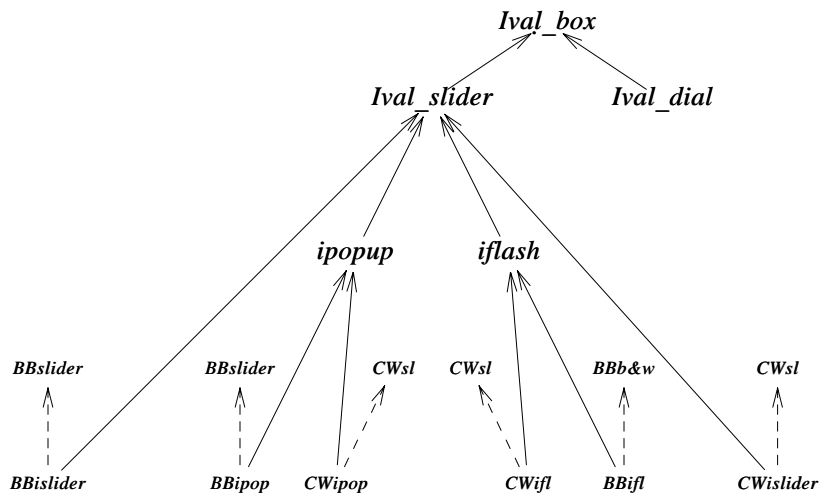 Ival_box
Ival_slider Ival_dial
ipopup iflash
BBslider BBslider CWsl CWsl BBb&w CWsl
BBislider BBipop CWipop CWifl BBifl CWislider